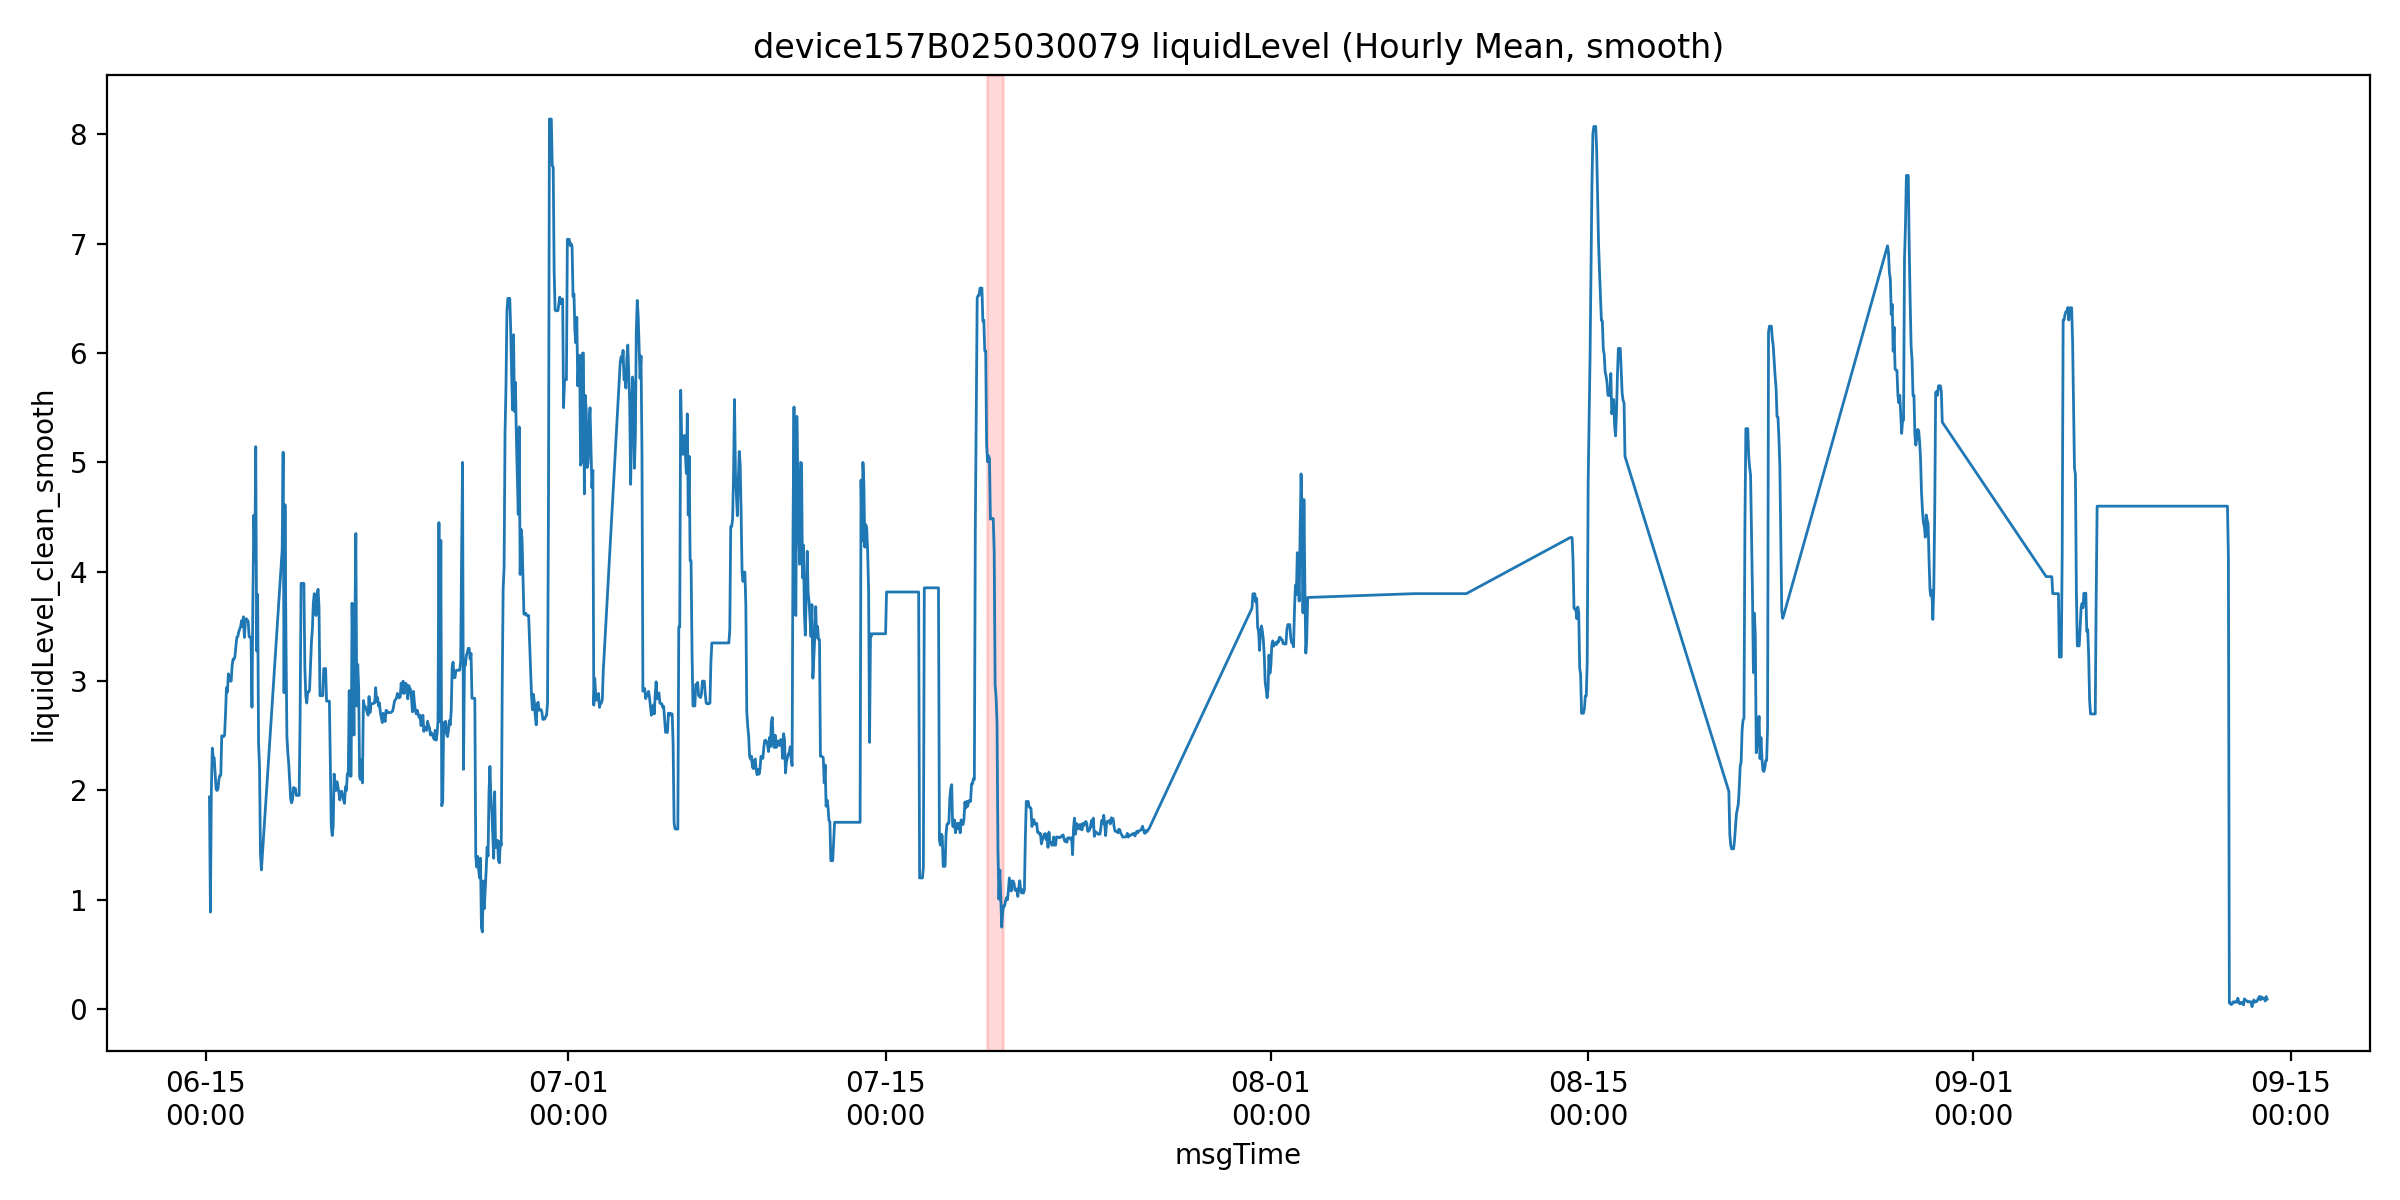 device157B025030079 liquidLevel (Hourly Mean, smooth)
liquidLevel_clean_smooth
8
7
6
5
4
3
2
1
0
06-15 07-01 07-15 08-01 08-15 09-01 09-15
00:00 00:00 00:00 00:00 00:00 00:00 00:00
msgTime